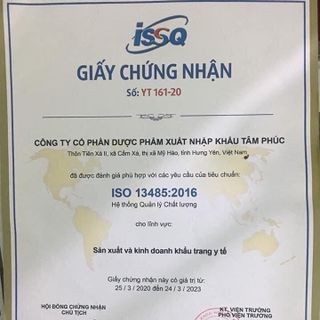 issQ
GIẤY CHỨNG NHẬN
Số: YT 161-20
CÔNG TY CỔ PHẦN DƯỢC PHẨM XUẤT NHẬP KHẨU TÂM PHÚC
Thôn Tiên Xá II, xã Cẩm Xá, thị xã Mỹ Hào, tỉnh Hưng Yên, Việt Nam
đã được đánh giá phù hợp với các yêu cầu của tiêu chuẩn:
ISO 13485:2016
Hệ thống Quản lý Chất lượng
cho lĩnh vực:
Sản xuất và kinh doanh khẩu trang y tế
Giấy chứng nhận này có giá trị từ:
25 / 3 / 2020 đến 24 / 3 / 2023
HỘI ĐỒNG CHỨNG NHẬN
CHỦ TỊCH
KT. VIỆN TRƯỞNG
PHÓ VIỆN TRƯỞNG